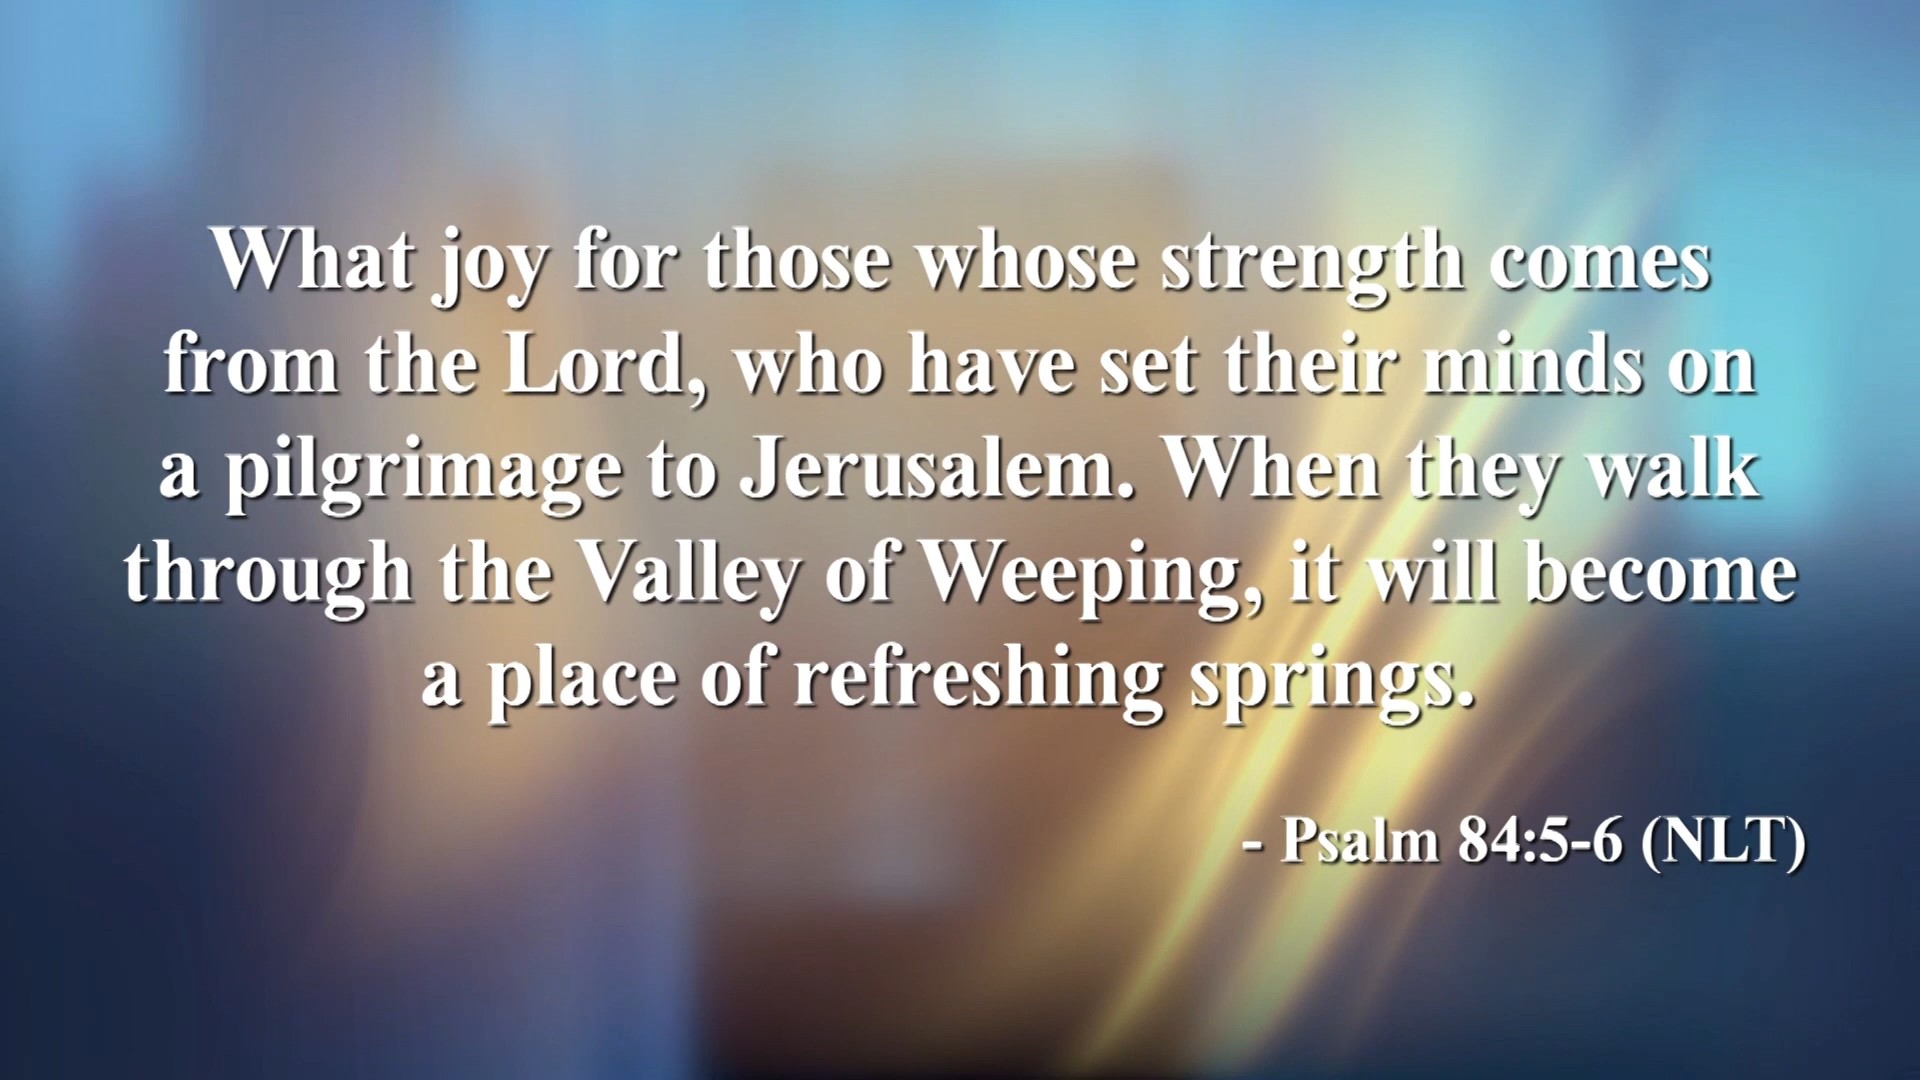 What joy for those whose strength comes
from the Lord, who have set their minds on
a pilgrimage to Jerusalem. When they walk
through the Valley of Weeping, it will become
a place of refreshing springs.
- Psalm 84:5-6 (NLT)